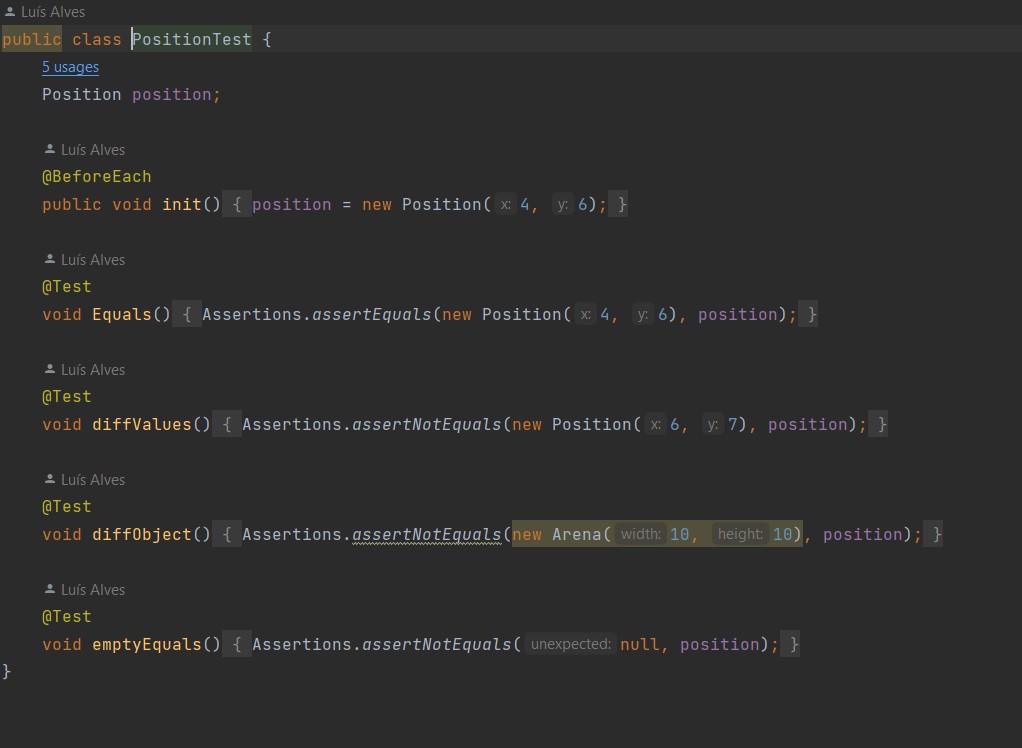 Luís Alves
public class PositionTest {
5 usages
Position position;
Luís Alves
@BeforeEach
public void init() { position = new Position( x: 4, y: 6); }
Luís Alves
@Test
void Equals() { Assertions.assertEquals(new Position( x: 4, y: 6), position); }
Luís Alves
@Test
void diffValues() { Assertions.assertNotEquals(new Position( x: 6, y: 7), position); }
Luís Alves
@Test
void diffObject() { Assertions.assertNotEquals(new Arena( width: 10, height: 10), position); }
Luís Alves
@Test
void emptyEquals() { Assertions.assertNotEquals( unexpected: null, position); }
}